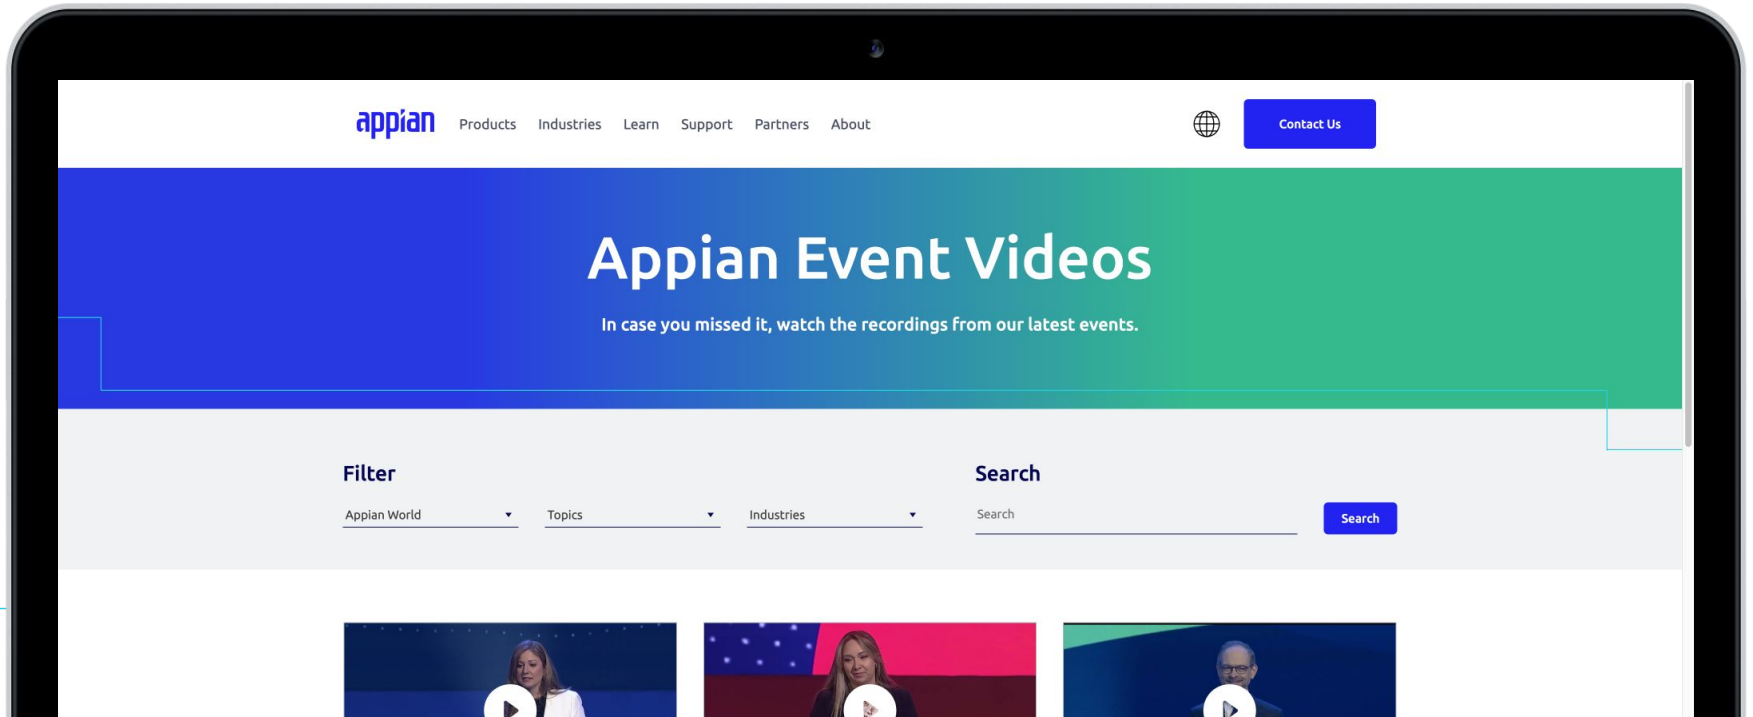 appian Products Industries Learn Support Partners About Contact Us
Appian Event Videos
In case you missed it, watch the recordings from our latest events.
Filter Search
Appian World Topics Industries Search Search